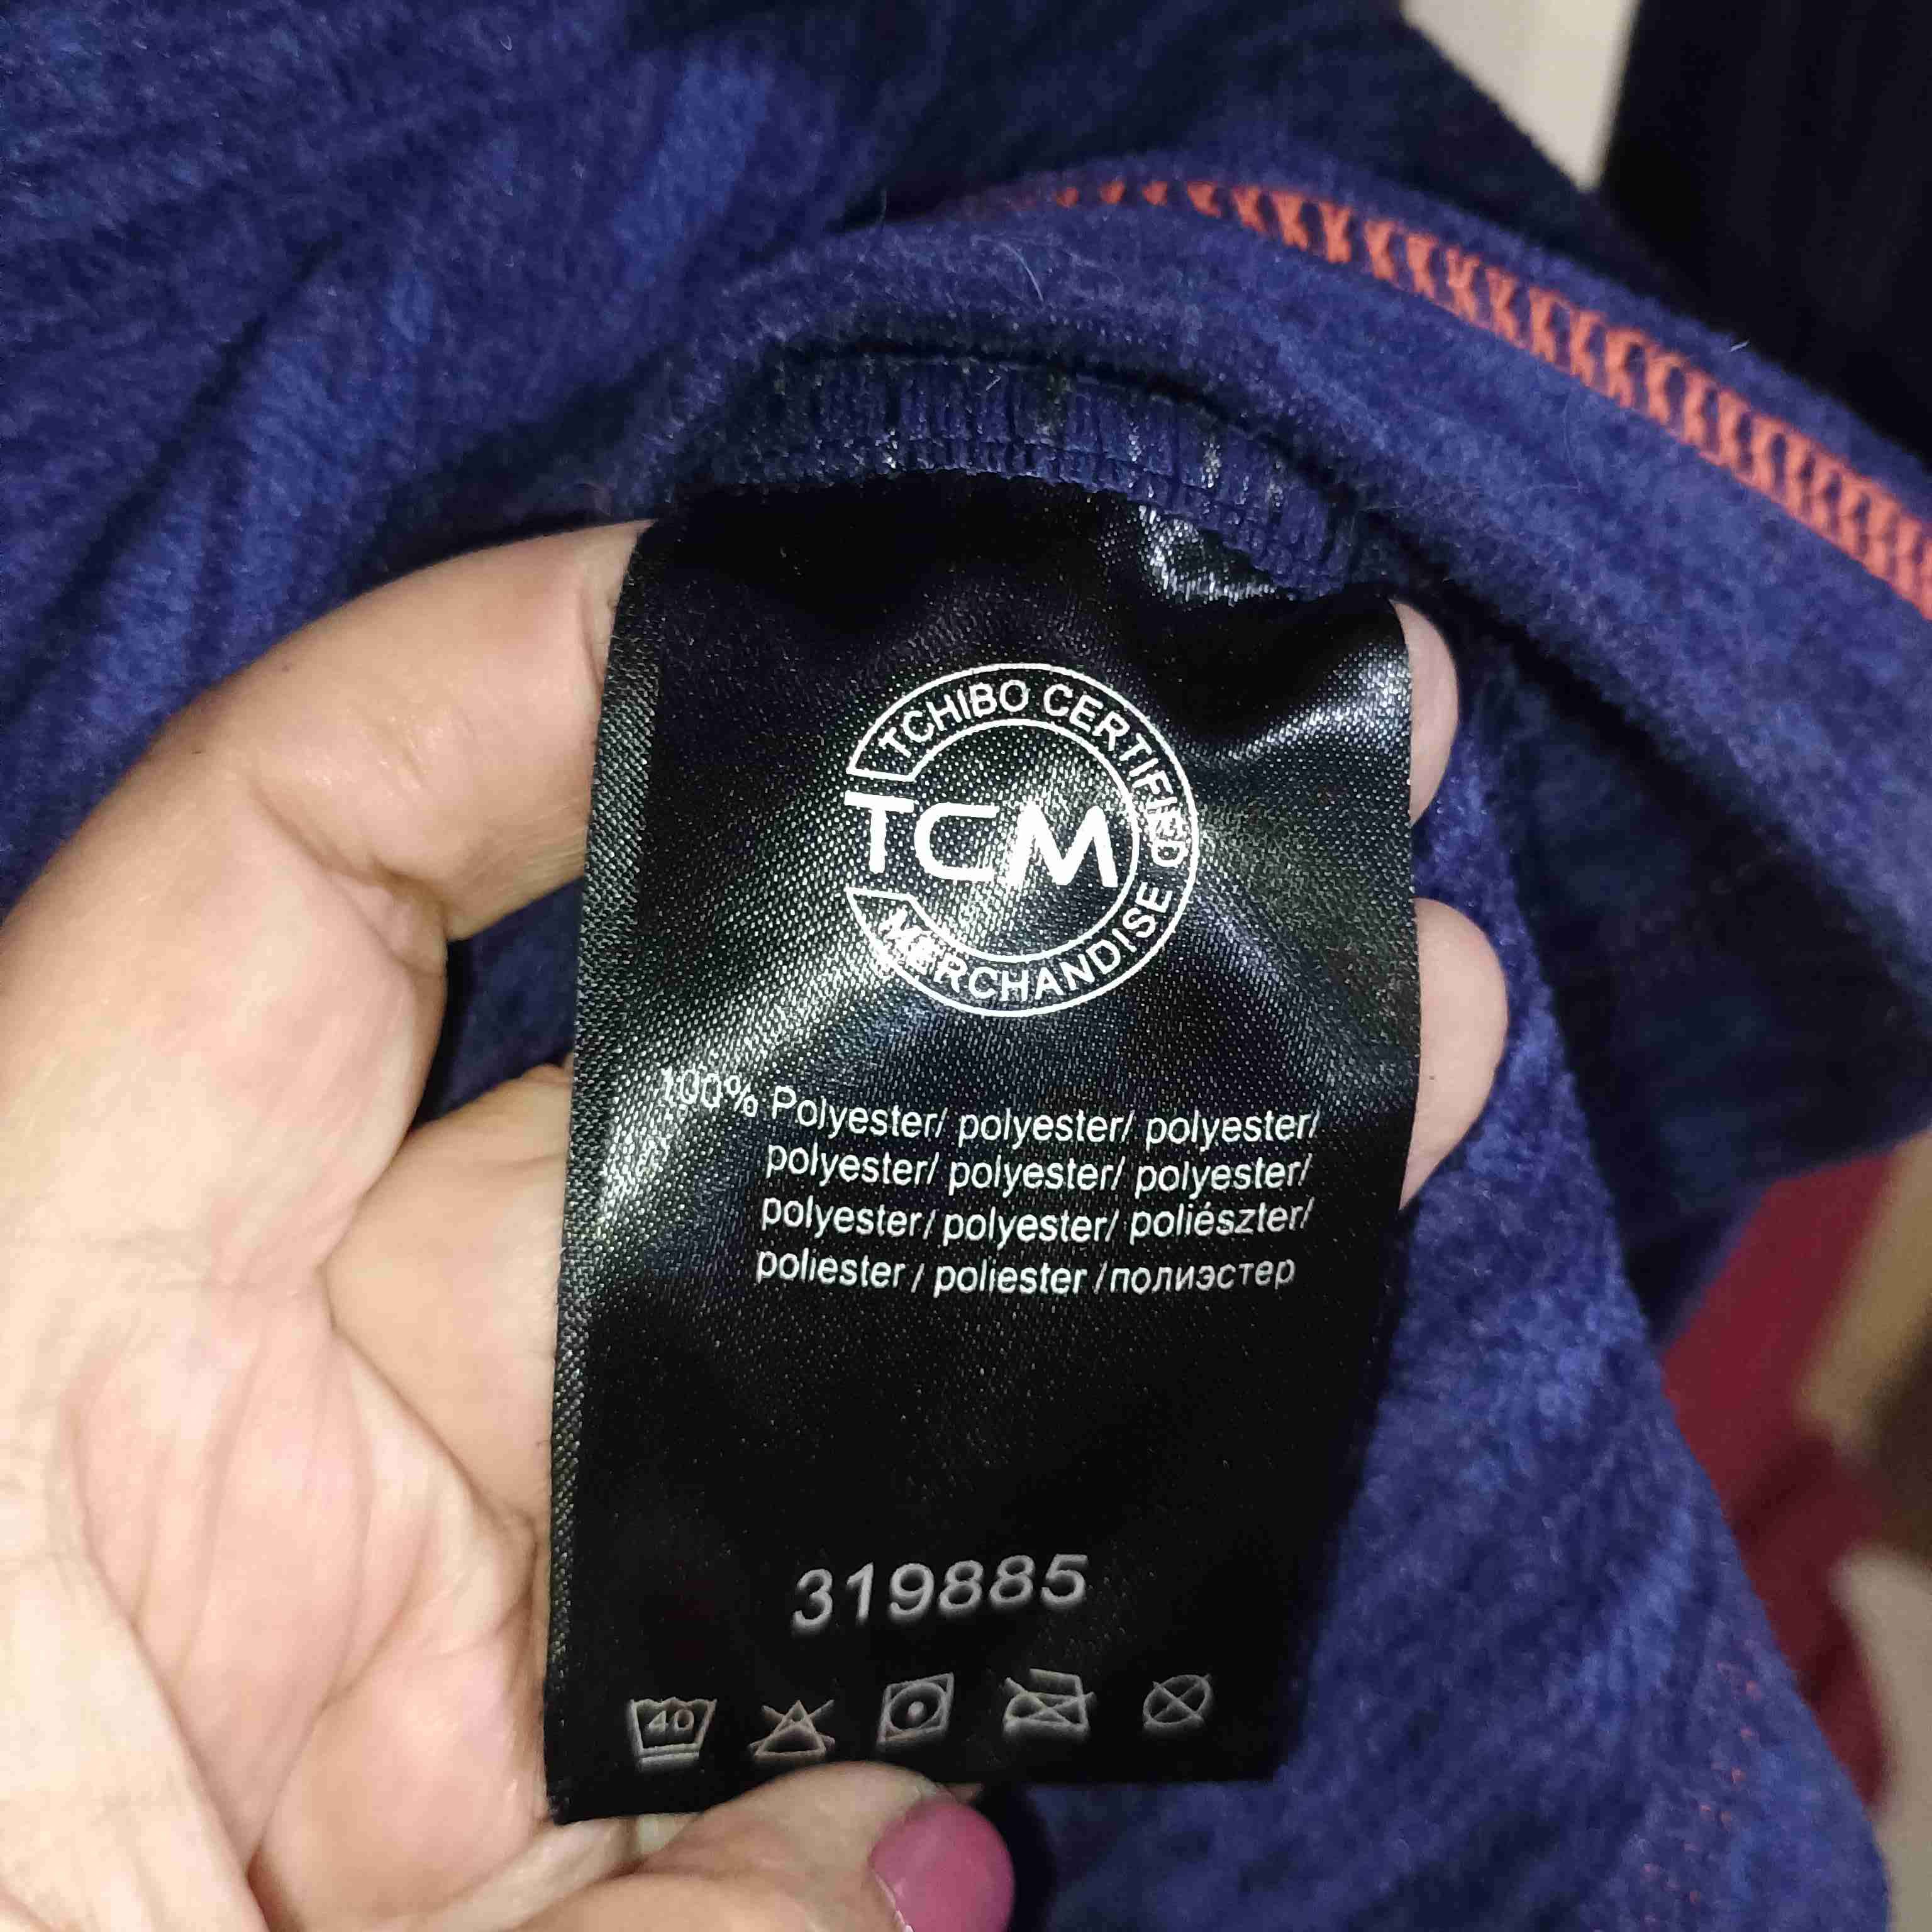 TCHIBO CERTIFIED
TCM
MERCHANDISE
100% Polyester/ polyester/ polyester/
polyester/ polyester/ polyester/
polyester/ polyester/ poliészter/
poliester / poliester /полиэстер
319885
40